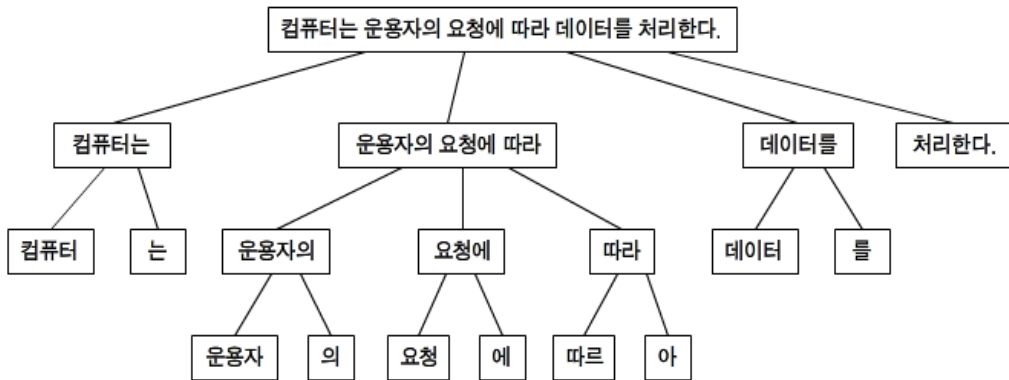 컴퓨터는 운용자의 요청에 따라 데이터를 처리한다.
컴퓨터는 운용자의 요청에 따라 데이터를 처리한다.
컴퓨터 는 운용자의 요청에 따라 데이터 를
운용자 의 요청 에 따르 아